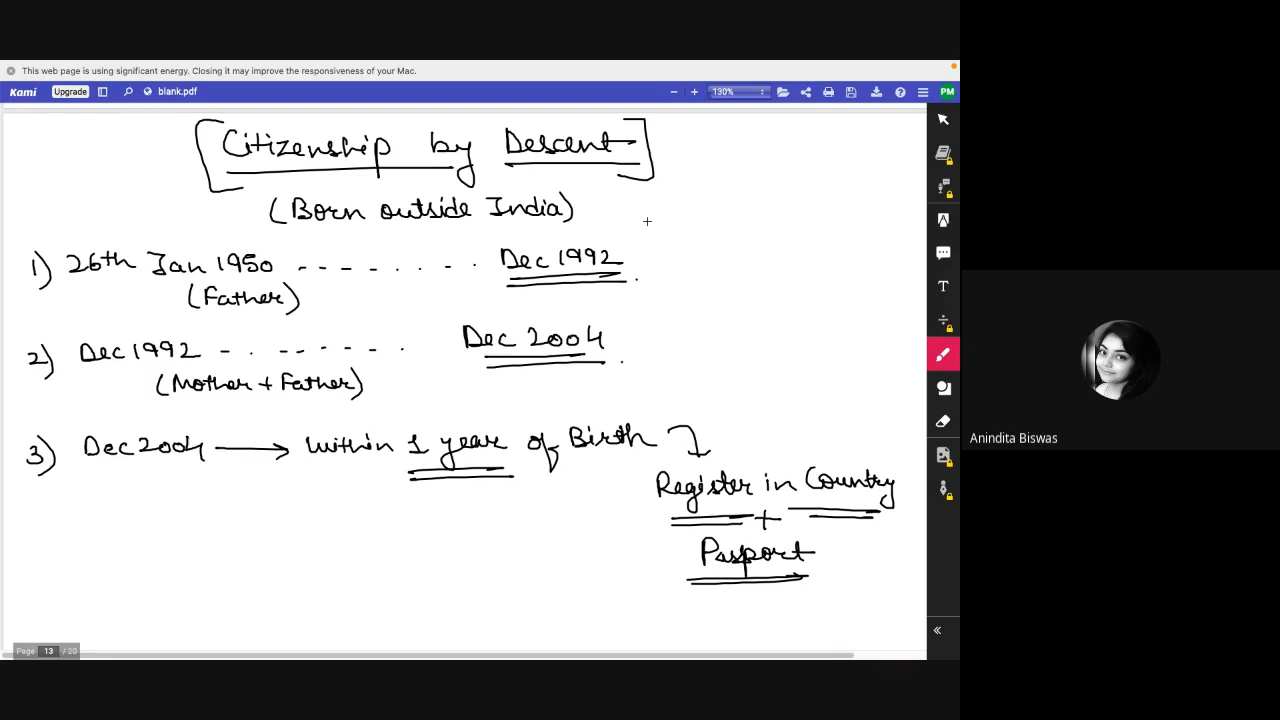 This web page is using significant energy. Closing it may improve the responsiveness of your Mac.
Kami Upgrade blank.pdf 130% PM
[Citizenship by Descent]
(Born outside India)
1) 26th Jan 1950 -------- Dec 1992.
(Father)
2) Dec 1992 -------- Dec 2004.
(Mother + Father)
3) Dec 2004 → within 1 year of Birth
Register in Country
+
Passport
Anindita Biswas
Page 13 / 20